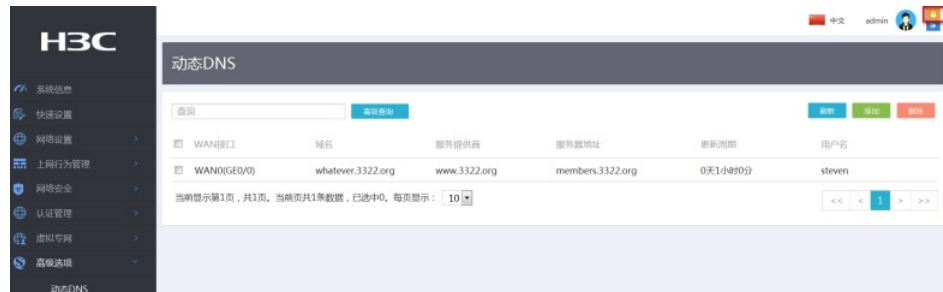 中文 admin
H3C
动态DNS
系统信息
快速设置
网络设置
上网行为管理
网络安全
认证管理
虚拟专网
高级选项
动态DNS
查询 高级查询 刷新 添加 删除
WAN接口 域名 服务提供商 服务器地址 更新周期 用户名
WAN0(GE0/0) whatever.3322.org www.3322.org members.3322.org 0天1小时0分 steven
当前显示第1页，共1页。当前页共1条数据，已选中0。每页显示： 10 << < 1 > >>